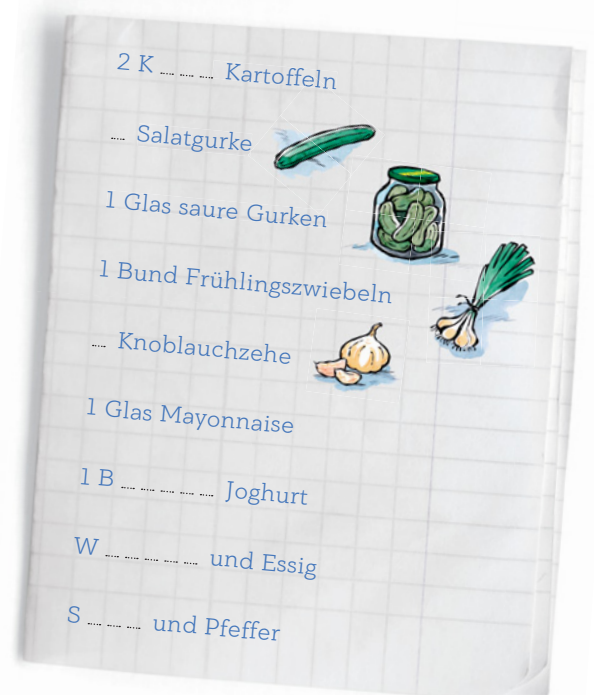 2 K ... ... ... Kartoffeln
... Salatgurke
1 Glas saure Gurken
1 Bund Frühlingszwiebeln
... Knoblauchzehe
1 Glas Mayonnaise
1 B ... ... ... ... ... Joghurt
W ... ... ... ... ... und Essig
S ... ... ... und Pfeffer